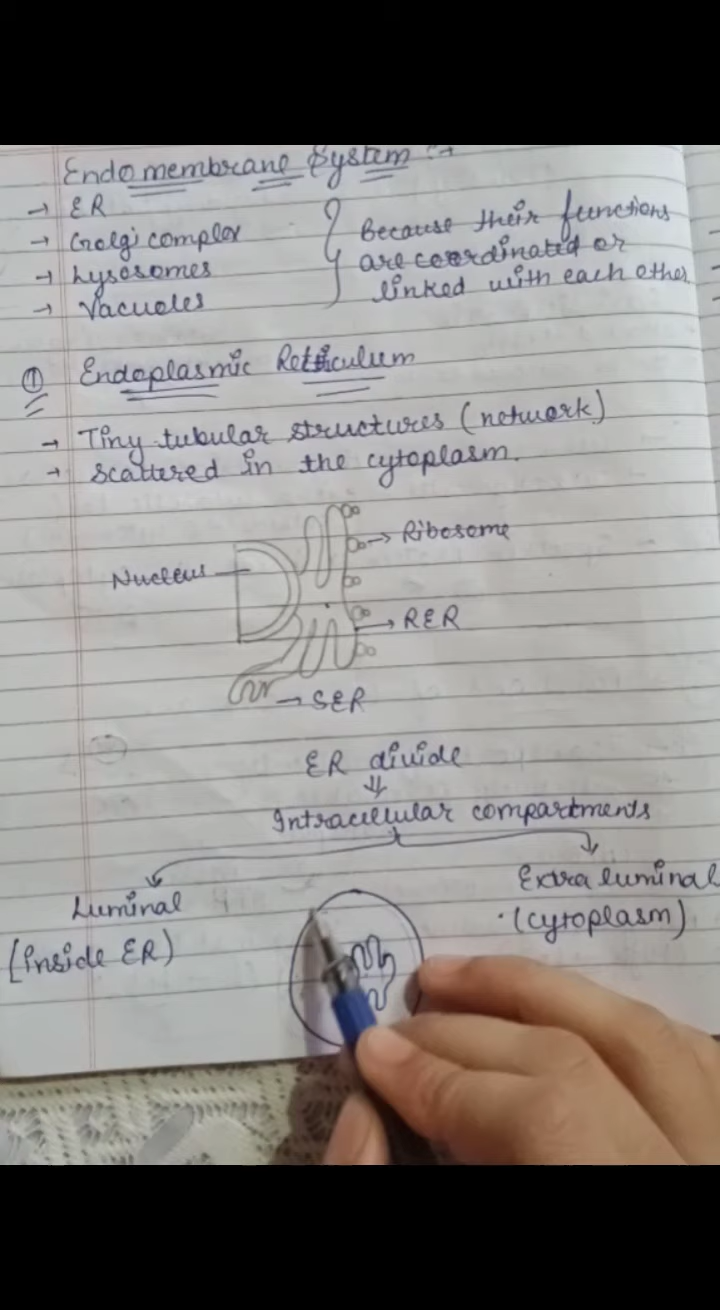 Endomembrane System :-
→ ER
→ Golgi complex
→ Lysosomes
→ Vacuoles
Because their functions
are coordinated or
linked with each other
① Endoplasmic Reticulum
→ Tiny tubular structures (network)
→ scattered in the cytoplasm.
→ Ribosome
Nucleus
→ RER
→ SER
ER divide
⇓
Intracellular compartments
Luminal
[inside ER)
Extra luminal
(cytoplasm)